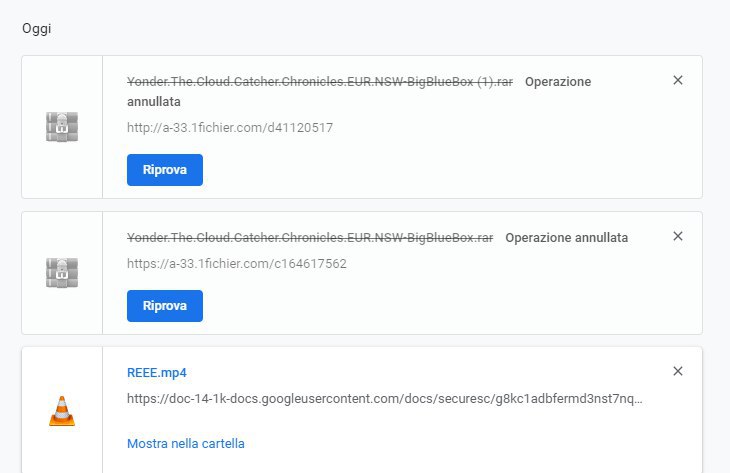 Oggi
Yonder.The.Cloud.Catcher.Chronicles.EUR.NSW-BigBlueBox (1).rar Operazione
annullata
http://a-33.1fichier.com/d41120517
Riprova
Yonder.The.Cloud.Catcher.Chronicles.EUR.NSW-BigBlueBox.rar Operazione annullata
https://a-33.1fichier.com/c164617562
Riprova
REEE.mp4
https://doc-14-1k-docs.googleusercontent.com/docs/securesc/g8kc1adbfermd3nst7nq...
Mostra nella cartella